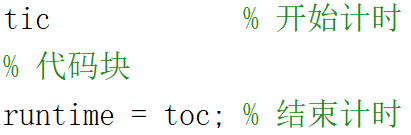 tic % 开始计时
% 代码块
runtime = toc; % 结束计时